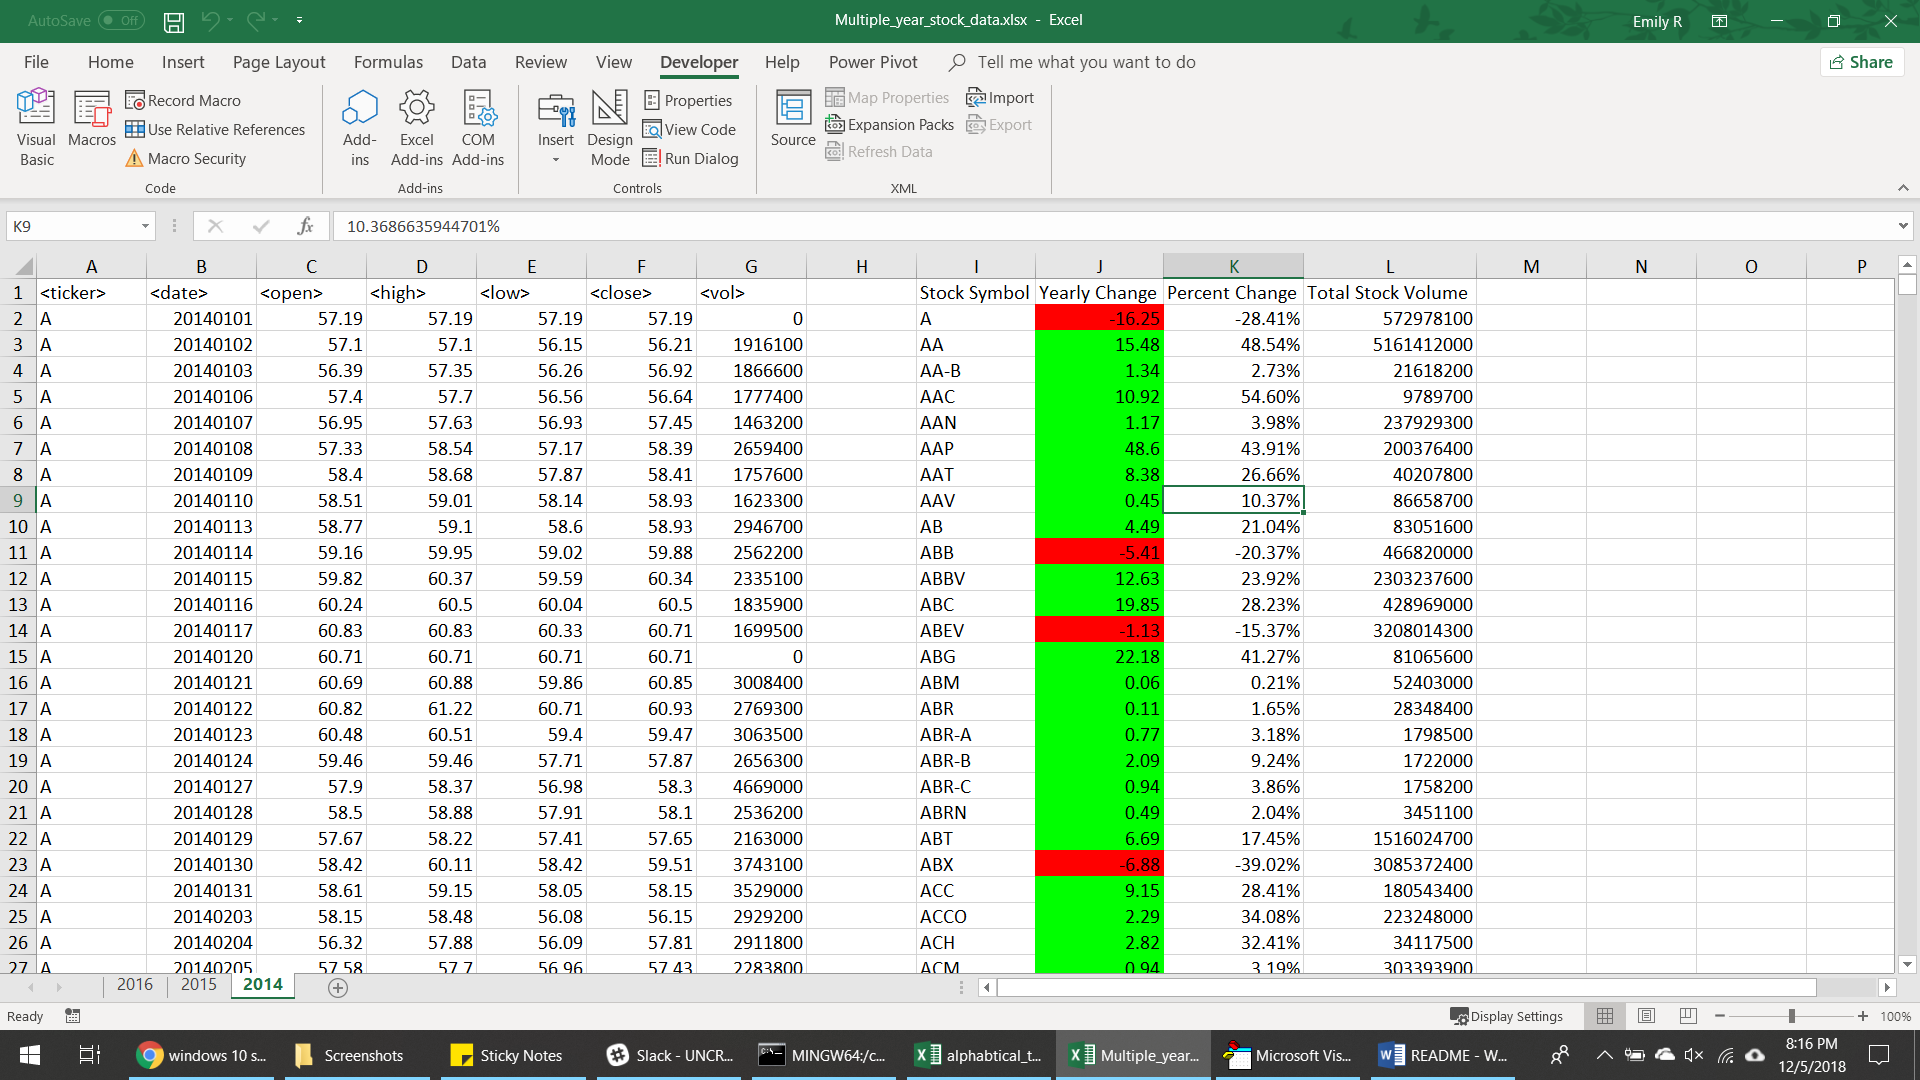 AutoSave Off
Multiple_year_stock_data.xlsx - Excel
Emily R
File Home Insert Page Layout Formulas Data Review View Developer Help Power Pivot Tell me what you want to do Share
Visual Basic
Macros
Record Macro
Use Relative References
Macro Security
Code
Add-ins
Excel Add-ins
COM Add-ins
Add-ins
Insert
Design Mode
Properties
View Code
Run Dialog
Controls
Source
Map Properties
Expansion Packs
Refresh Data
Import
Export
XML
K9 fx 10.3686635944701%
A B C D E F G H I J K L M N O P
1 <ticker> <date> <open> <high> <low> <close> <vol> Stock Symbol Yearly Change Percent Change Total Stock Volume
2 A 20140101 57.19 57.19 57.19 57.19 0 A -16.25 -28.41% 572978100
3 A 20140102 57.1 57.1 56.15 56.21 1916100 AA 15.48 48.54% 5161412000
4 A 20140103 56.39 57.35 56.26 56.92 1866600 AA-B 1.34 2.73% 21618200
5 A 20140106 57.4 57.7 56.56 56.64 1777400 AAC 10.92 54.60% 9789700
6 A 20140107 56.95 57.63 56.93 57.45 1463200 AAN 1.17 3.98% 237929300
7 A 20140108 57.33 58.54 57.17 58.39 2659400 AAP 48.6 43.91% 200376400
8 A 20140109 58.4 58.68 57.87 58.41 1757600 AAT 8.38 26.66% 40207800
9 A 20140110 58.51 59.01 58.14 58.93 1623300 AAV 0.45 10.37% 86658700
10 A 20140113 58.77 59.1 58.6 58.93 2946700 AB 4.49 21.04% 83051600
11 A 20140114 59.16 59.95 59.02 59.88 2562200 ABB -5.41 -20.37% 466820000
12 A 20140115 59.82 60.37 59.59 60.34 2335100 ABBV 12.63 23.92% 2303237600
13 A 20140116 60.24 60.5 60.04 60.5 1835900 ABC 19.85 28.23% 428969000
14 A 20140117 60.83 60.83 60.33 60.71 1699500 ABEV -1.13 -15.37% 3208014300
15 A 20140120 60.71 60.71 60.71 60.71 0 ABG 22.18 41.27% 81065600
16 A 20140121 60.69 60.88 59.86 60.85 3008400 ABM 0.06 0.21% 52403000
17 A 20140122 60.82 61.22 60.71 60.93 2769300 ABR 0.11 1.65% 28348400
18 A 20140123 60.48 60.51 59.4 59.47 3063500 ABR-A 0.77 3.18% 1798500
19 A 20140124 59.46 59.46 57.71 57.87 2656300 ABR-B 2.09 9.24% 1722000
20 A 20140127 57.9 58.37 56.98 58.3 4669000 ABR-C 0.94 3.86% 1758200
21 A 20140128 58.5 58.88 57.91 58.1 2536200 ABRN 0.49 2.04% 3451100
22 A 20140129 57.67 58.22 57.41 57.65 2163000 ABT 6.69 17.45% 1516024700
23 A 20140130 58.42 60.11 58.42 59.51 3743100 ABX -6.88 -39.02% 3085372400
24 A 20140131 58.61 59.15 58.05 58.15 3529000 ACC 9.15 28.41% 180543400
25 A 20140203 58.15 58.48 56.08 56.15 2929200 ACCO 2.29 34.08% 223248000
26 A 20140204 56.32 57.88 56.09 57.81 2911800 ACH 2.82 32.41% 34117500
27 A 20140205 57.58 57.7 56.96 57.43 2283800 ACM 0.94 3.19% 303393900
2016 2015 2014
Ready Display Settings 100%
windows 10 s... Screenshots Sticky Notes Slack - UNCR... MINGW64:/c... alphabtical_t... Multiple_year... Microsoft Vis... README - W...
8:16 PM
12/5/2018